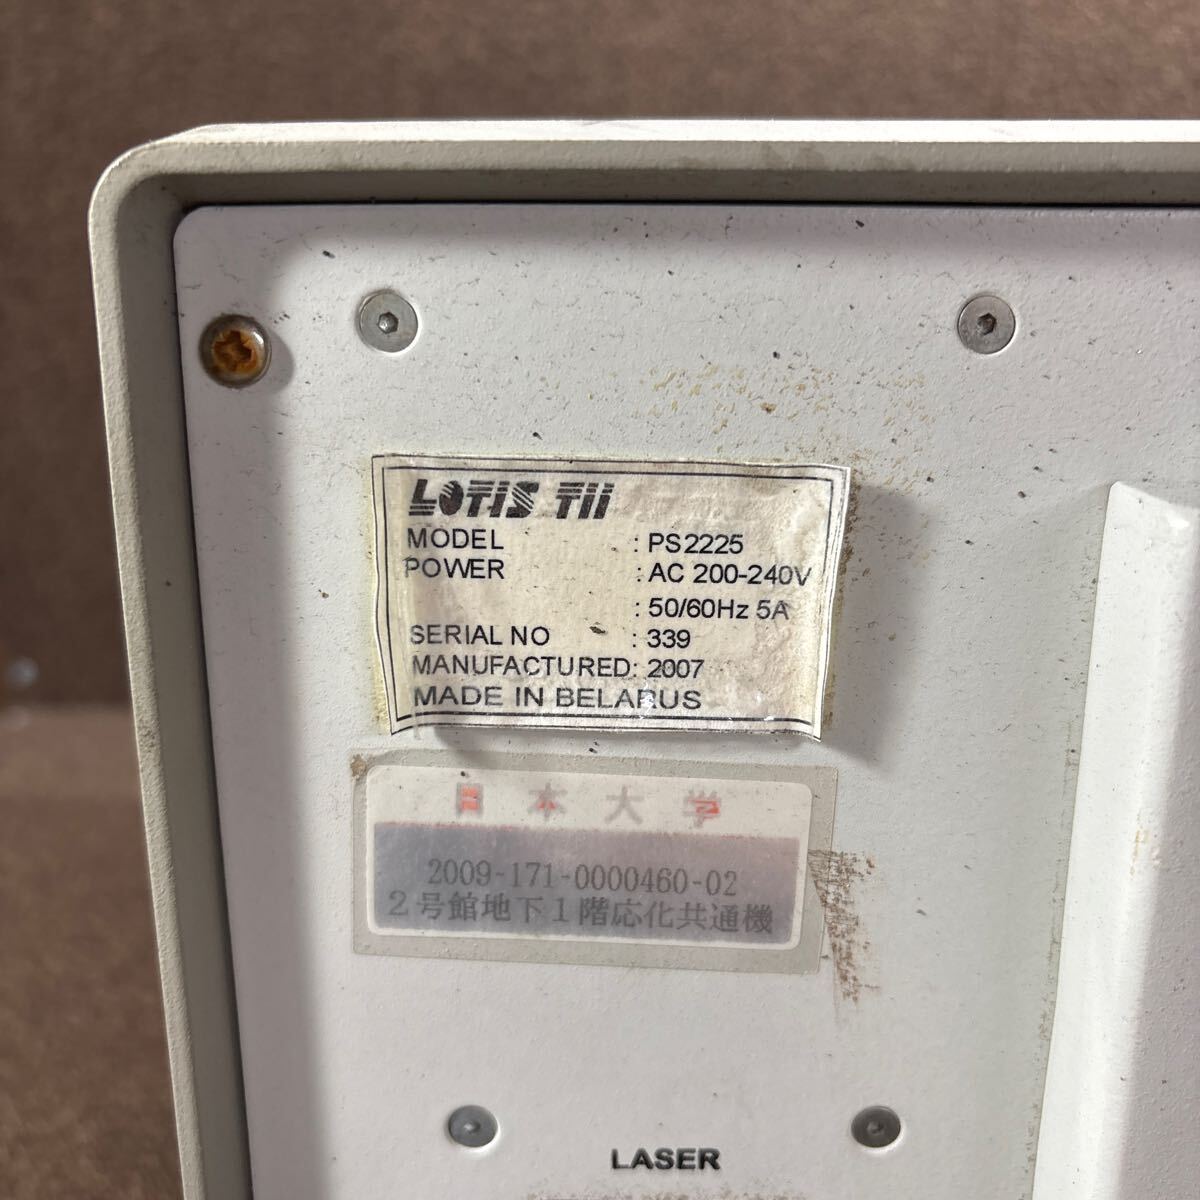 LOTIS TII
MODEL : PS2225
POWER : AC 200-240V
: 50/60Hz 5A
SERIAL NO : 339
MANUFACTURED: 2007
MADE IN BELARUS
日本大学
2009-171-0000460-02
2号館地下1階応化共通機
LASER